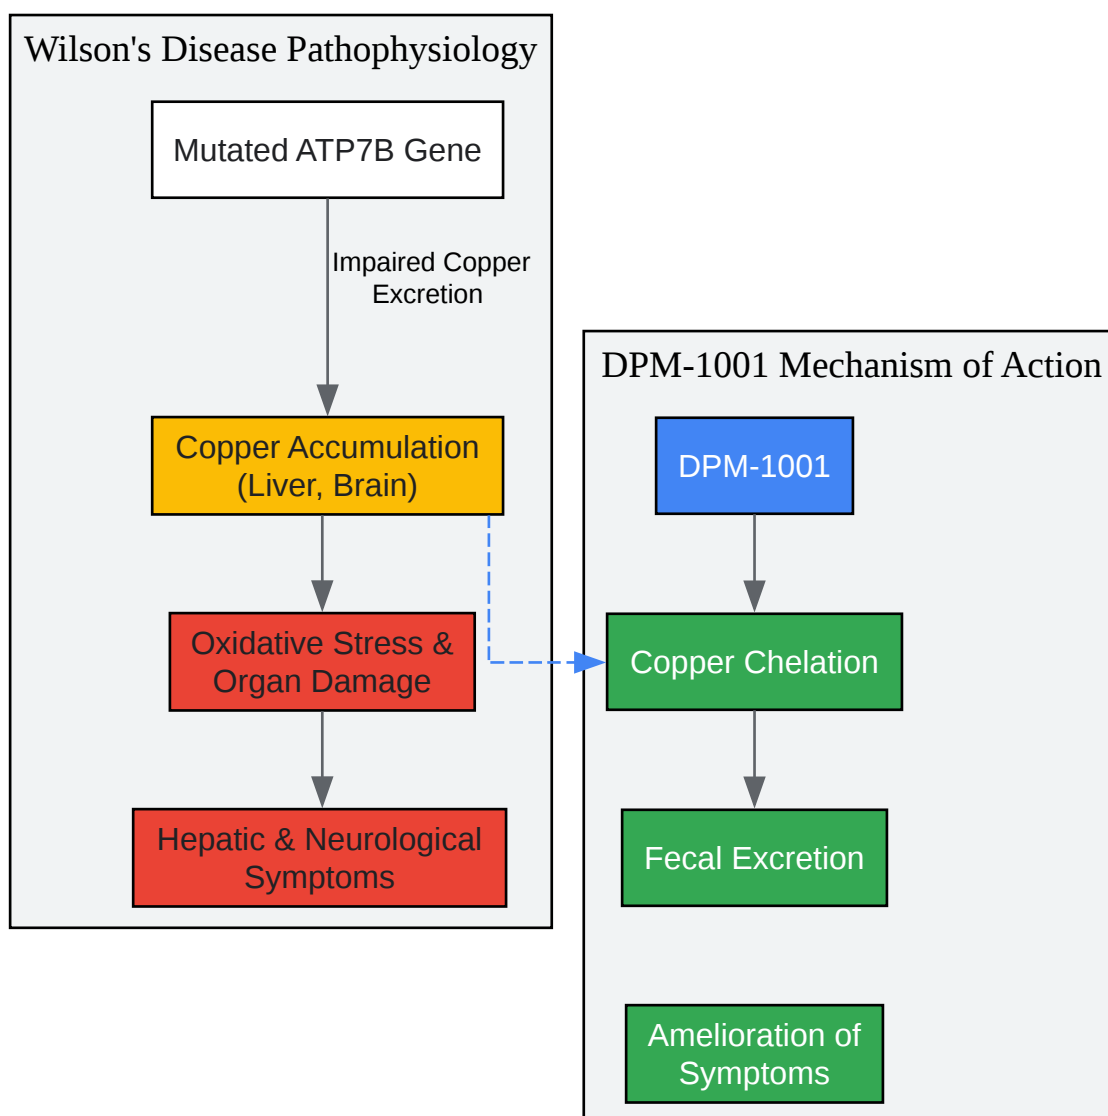 Wilson's Disease Pathophysiology
Mutated ATP7B Gene
Impaired Copper
Excretion
Copper Accumulation
(Liver, Brain)
Oxidative Stress &
Organ Damage
Hepatic & Neurological
Symptoms
DPM-1001 Mechanism of Action
DPM-1001
Copper Chelation
Fecal Excretion
Amelioration of
Symptoms